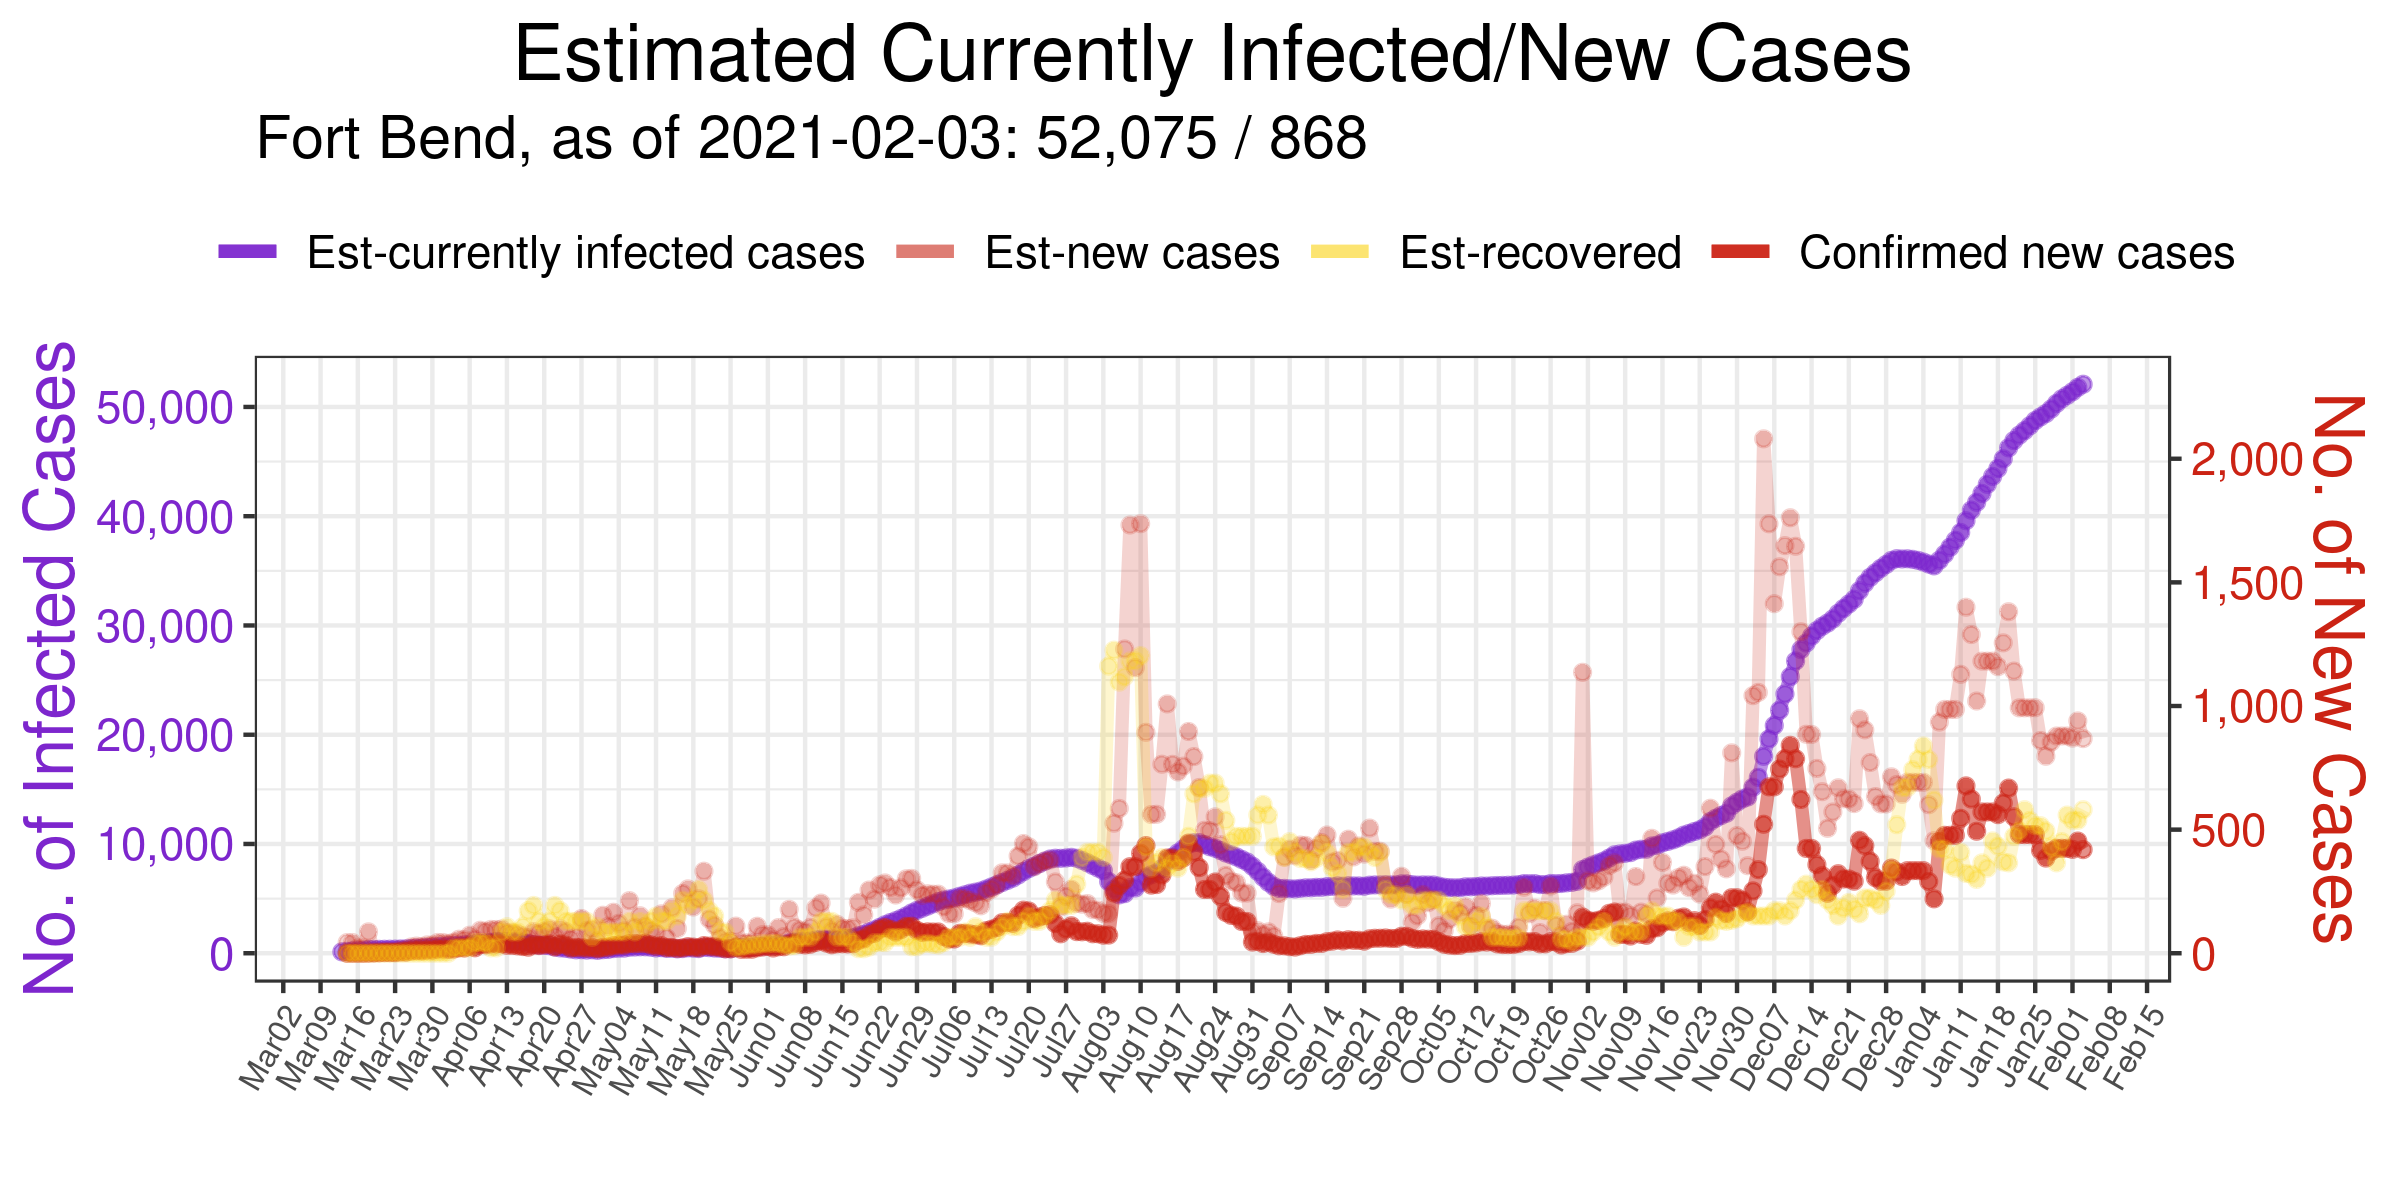 Estimated Currently Infected/New Cases
Fort Bend, as of 2021-02-03: 52,075 / 868
Est-currently infected cases Est-new cases Est-recovered Confirmed new cases
No. of Infected Cases
50,000
40,000
30,000
20,000
10,000
0
2,000
1,500
1,000
500
0
No. of New Cases
Mar02 Mar09 Mar16 Mar23 Mar30 Apr06 Apr13 Apr20 Apr27 May04 May11 May18 May25 Jun01 Jun08 Jun15 Jun22 Jun29 Jul06 Jul13 Jul20 Jul27 Aug03 Aug10 Aug17 Aug24 Aug31 Sep07 Sep14 Sep21 Sep28 Oct05 Oct12 Oct19 Oct26 Nov02 Nov09 Nov16 Nov23 Nov30 Dec07 Dec14 Dec21 Dec28 Dec04 Jan11 Jan18 Jan25 Feb01 Feb08 Feb15